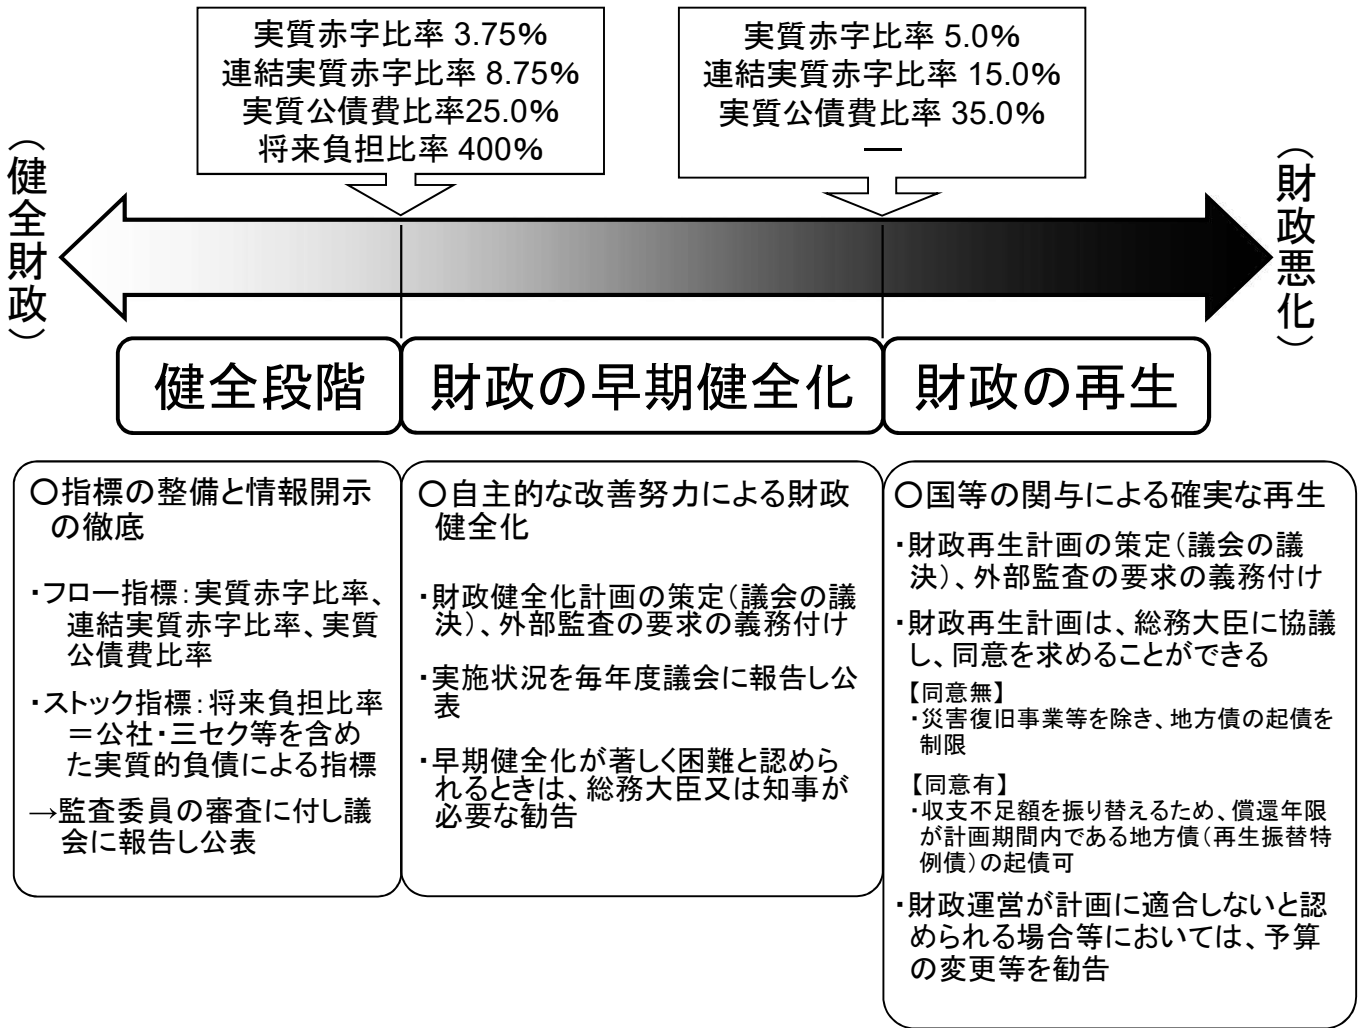 実質赤字比率 3.75%
連結実質赤字比率 8.75%
実質公債費比率25.0%
将来負担比率 400%
実質赤字比率 5.0%
連結実質赤字比率 15.0%
実質公債費比率 35.0%
―
（健全財政）
（財政悪化）
健全段階
財政の早期健全化
財政の再生
○指標の整備と情報開示
の徹底
・フロー指標：実質赤字比率、
連結実質赤字比率、実質
公債費比率
・ストック指標：将来負担比率
＝公社・三セク等を含め
た実質的負債による指標
→監査委員の審査に付し議
会に報告し公表
○自主的な改善努力による財政
健全化
・財政健全化計画の策定（議会の議
決）、外部監査の要求の義務付け
・実施状況を毎年度議会に報告し公
表
・早期健全化が著しく困難と認めら
れるときは、総務大臣又は知事が
必要な勧告
○国等の関与による確実な再生
・財政再生計画の策定（議会の議
決）、外部監査の要求の義務付け
・財政再生計画は、総務大臣に協議
し、同意を求めることができる
【同意無】
・災害復旧事業等を除き、地方債の起債を
制限
【同意有】
・収支不足額を振り替えるため、償還年限
が計画期間内である地方債（再生振替特
例債）の起債可
・財政運営が計画に適合しないと認
められる場合等においては、予算
の変更等を勧告